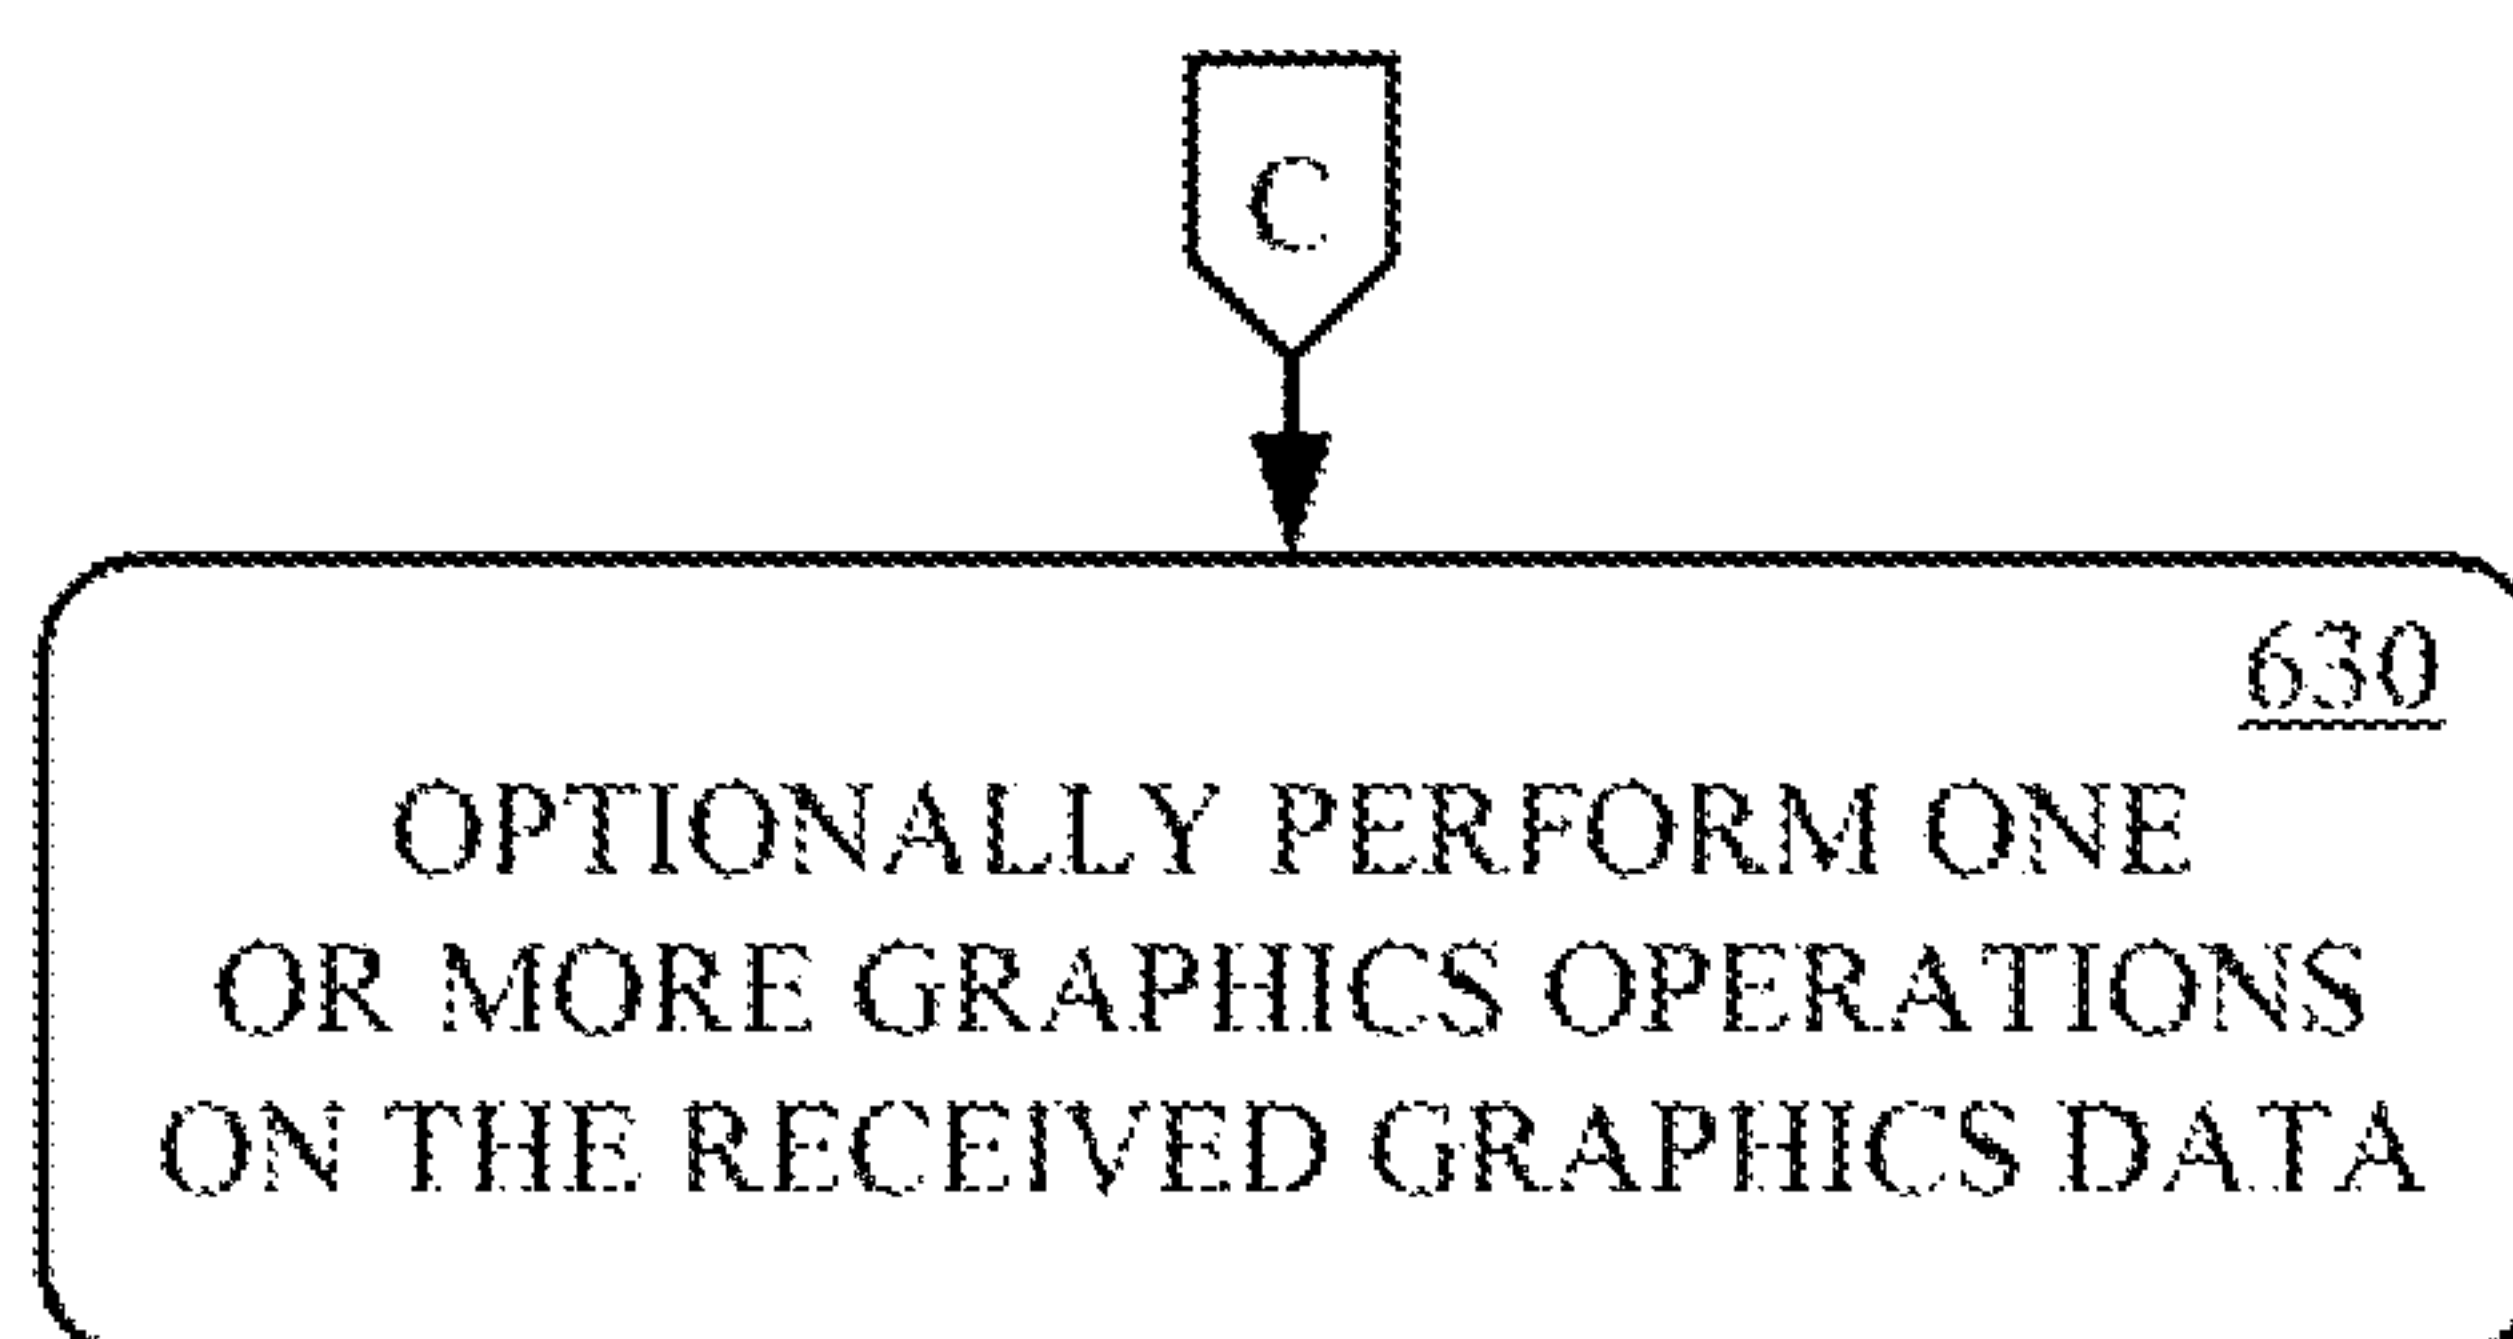 C
630
OPTIONALLY PERFORM ONE
OR MORE GRAPHICS OPERATIONS
ON THE RECEIVED GRAPHICS DATA